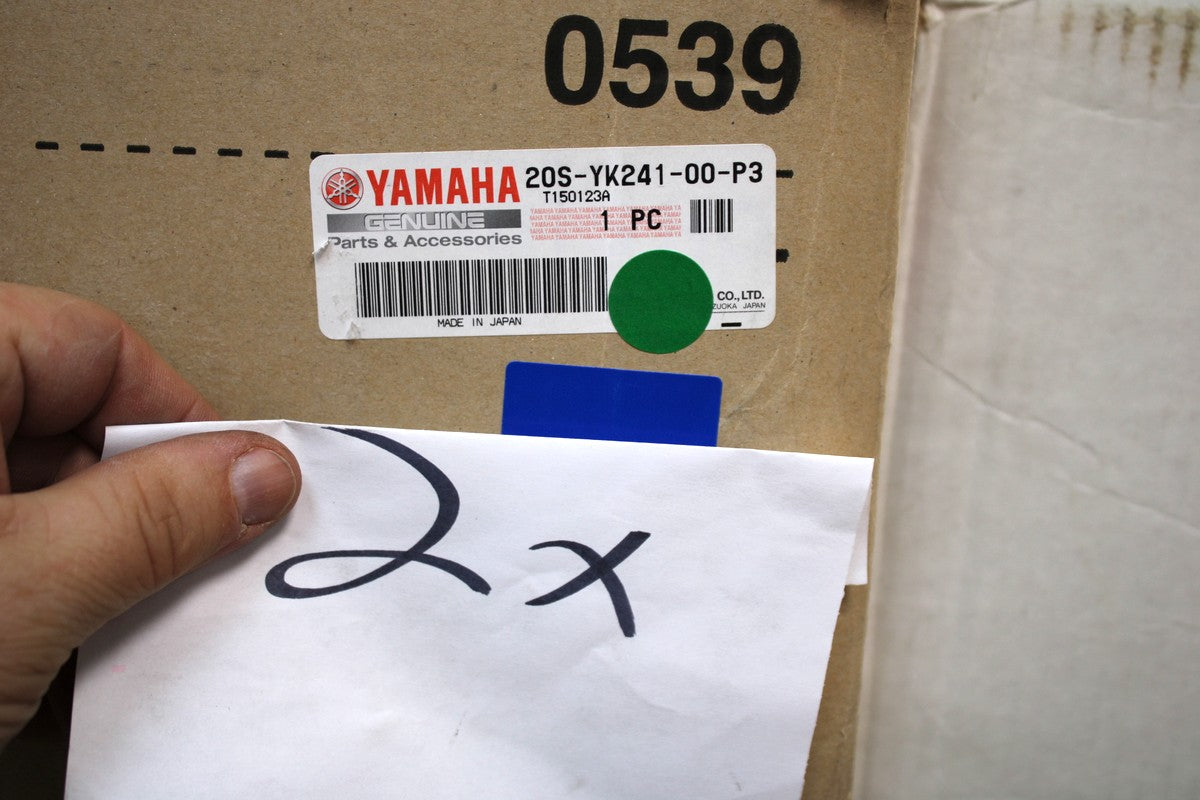 0539
YAMAHA 20S-YK241-00-P3
T150123A
GENUINE 1 PC
Parts & Accessories
CO.,LTD.
JAPAN
MADE IN JAPAN
2x